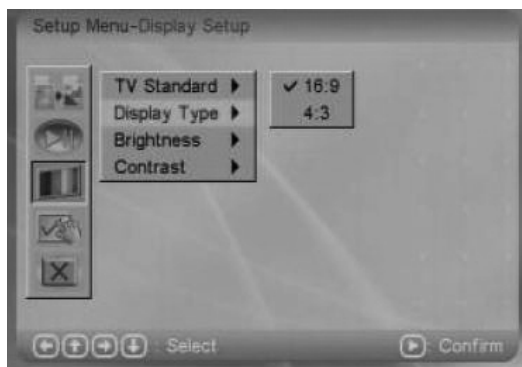 Setup Menu-Display Setup
TV Standard
Display Type
Brightness
Contrast
16:9
4:3
: Select
: Confirm